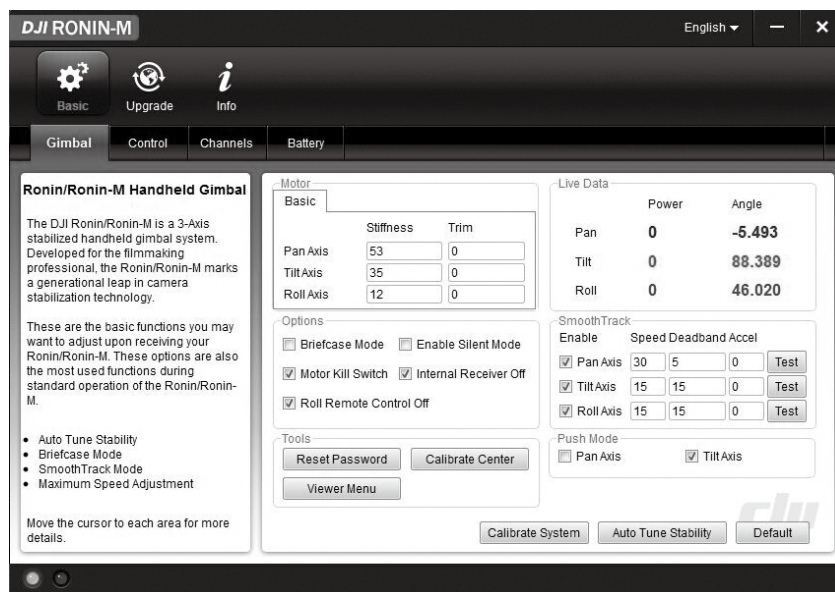 DJI RONIN-M
English
Basic
Upgrade
Info
Gimbal
Control
Channels
Battery
Ronin/Ronin-M Handheld Gimbal
The DJI Ronin/Ronin-M is a 3-Axis
stabilized handheld gimbal system.
Developed for the filmmaking
professional, the Ronin/Ronin-M marks
a generational leap in camera
stabilization technology.
These are the basic functions you may
want to adjust upon receiving your
Ronin/Ronin-M. These options are also
the most used functions during
standard operation of the Ronin/Ronin-
M.
• Auto Tune Stability
• Briefcase Mode
• SmoothTrack Mode
• Maximum Speed Adjustment
Move the cursor to each area for more
details.
Motor
Basic
Stiffness Trim
Pan Axis 53 0
Tilt Axis 35 0
Roll Axis 12 0
Options
Briefcase Mode Enable Silent Mode
Motor Kill Switch Internal Receiver Off
Roll Remote Control Off
Tools
Reset Password Calibrate Center
Viewer Menu
Live Data
Power Angle
Pan 0 -5.493
Tilt 0 88.389
Roll 0 46.020
SmoothTrack
Enable Speed Deadband Accel
Pan Axis 30 5 0 Test
Tilt Axis 15 15 0 Test
Roll Axis 15 15 0 Test
Push Mode
Pan Axis Tilt Axis
dji
Calibrate System Auto Tune Stability Default